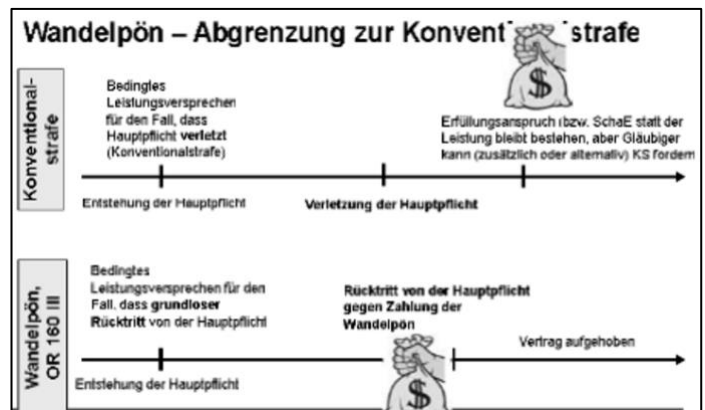 Wandelpön – Abgrenzung zur Konvent strafe
Konventional-
strafe
Bedingtes
Leistungsversprechen
für den Fall, dass
Hauptpflicht verletzt
(Konventionalstrafe)
$
Erfüllungsanspruch (bzw. SchaE statt der
Leistung bleibt bestehen, aber Gläubiger
kann (zusätzlich oder alternativ) KS fordern
Entstehung der Hauptpflicht
Verletzung der Hauptpflicht
Wandelpön,
OR 160 III
Bedingtes
Leistungsversprechen für den
Fall, dass grundloser
Rücktritt von der Hauptpflicht
Rücktritt von der Hauptpflicht
gegen Zahlung der
Wandelpön
Vertrag aufgehoben
Entstehung der Hauptpflicht
$